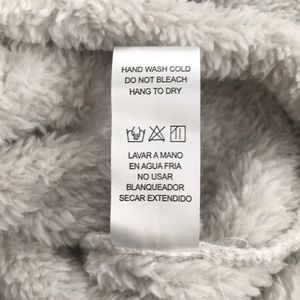 HAND WASH COLD
DO NOT BLEACH
HANG TO DRY
LAVAR A MANO
EN AGUA FRIA
NO USAR
BLANQUEADOR
SECAR EXTENDIDO